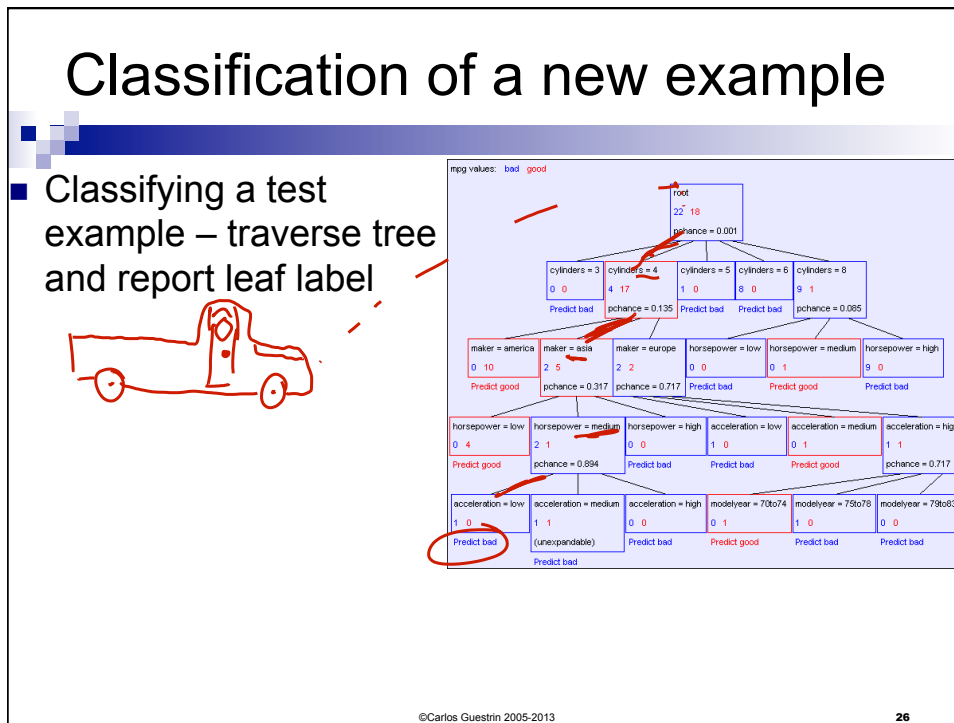 Classification of a new example
Classifying a test
example – traverse tree
and report leaf label
mpg values: bad good
root
22 18
pchance = 0.001
cylinders = 3 cylinders = 4 cylinders = 5 cylinders = 6 cylinders = 8
0 0 4 17 1 0 8 0 9 1
Predict bad pchance = 0.135 Predict bad Predict bad pchance = 0.085
maker = america maker = asia maker = europe horsepower = low horsepower = medium horsepower = high
0 10 2 5 2 2 0 0 0 1 9 0
Predict good pchance = 0.317 pchance = 0.717 Predict bad Predict good Predict bad
horsepower = low horsepower = medium horsepower = high acceleration = low acceleration = medium acceleration = hig
0 4 2 1 0 0 1 0 0 1 1 1
Predict good pchance = 0.894 Predict bad Predict bad Predict good pchance = 0.717
acceleration = low acceleration = medium acceleration = high modelyear = 70to74 modelyear = 75to78 modelyear = 79to83
1 0 1 1 0 0 0 1 1 0 0 0
Predict bad (unexpandable) Predict bad Predict good Predict bad Predict bad
Predict bad
©Carlos Guestrin 2005-2013
26